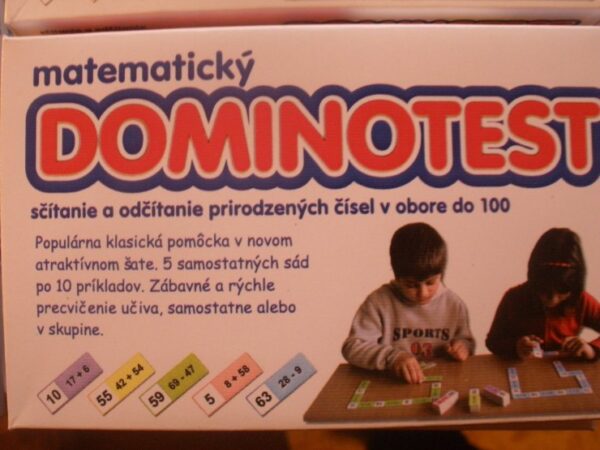 matematický
DOMINOTEST
sčítanie a odčítanie prirodzených čísel v obore do 100
Populárna klasická pomôcka v novom
atraktívnom šate. 5 samostatných sád
po 10 príkladov. Zábavné a rýchle
precvičenie učiva, samostatne alebo
v skupine.
SPORTS
10 17 + 6
55 42 + 54
59 69 - 47
5 8 + 58
63 28 - 9